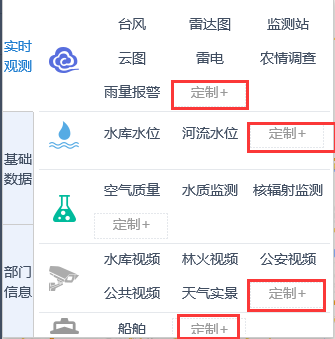 实时
观测
台风 雷达图 监测站
云图 雷电 农情调查
雨量报警 定制+
水库水位 河流水位 定制+
基础
数据
空气质量 水质监测 核辐射监测
定制+
部门
信息
水库视频 林火视频 公安视频
公共视频 天气实景 定制+
船舶 定制+